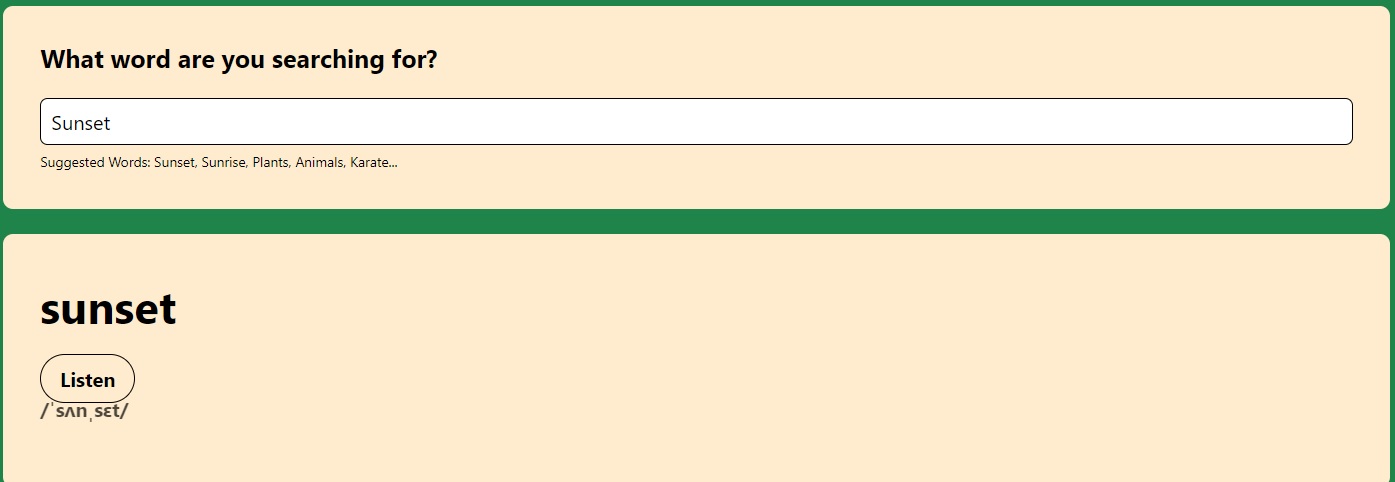 What word are you searching for?
Sunset
Suggested Words: Sunset, Sunrise, Plants, Animals, Karate...
sunset
Listen
/ˈsʌnˌsɛt/